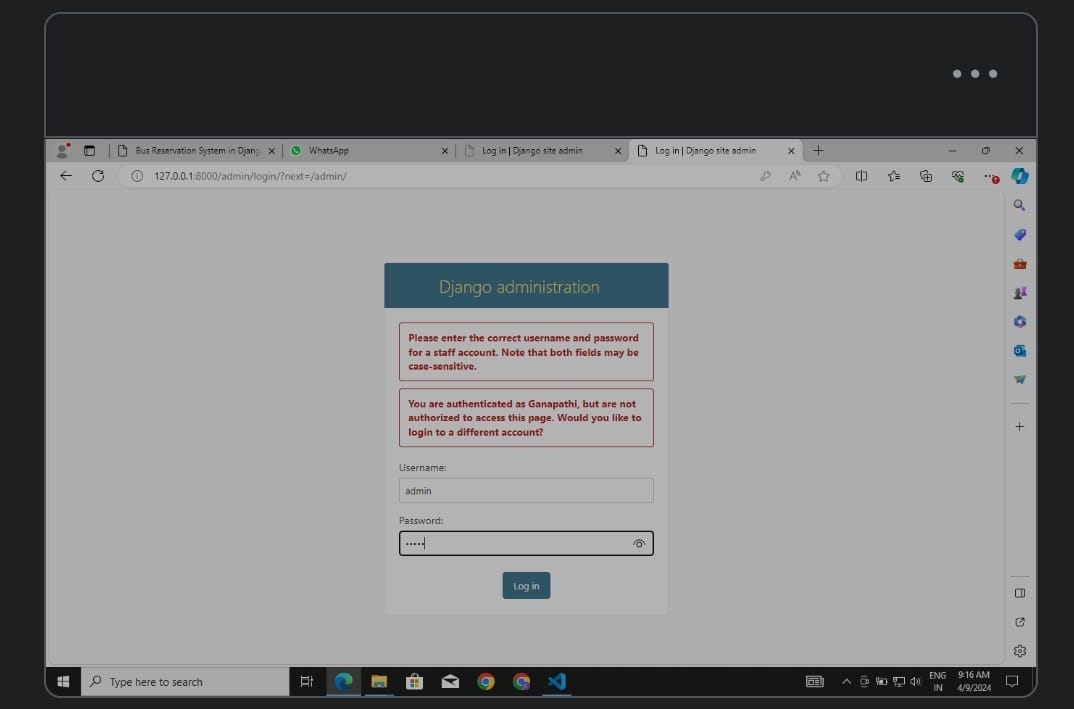 Bus Reservation System in Djang
WhatsApp
Log in | Django site admin
Log in | Django site admin
127.0.0.1:8000/admin/login/?next=/admin/
Django administration
Please enter the correct username and password
for a staff account. Note that both fields may be
case-sensitive.
You are authenticated as Ganapathi, but are not
authorized to access this page. Would you like to
login to a different account?
Username:
admin
Password:
Log in
Type here to search
ENG
IN
9:16 AM
4/9/2024